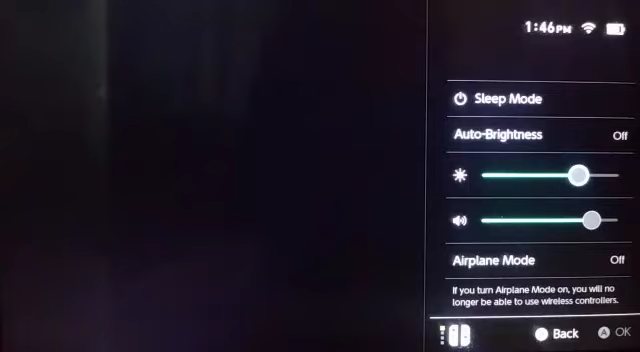 1:46PM
Sleep Mode
Auto-Brightness Off
Airplane Mode Off
If you turn Airplane Mode on, you will no
longer be able to use wireless controllers.
Back A OK